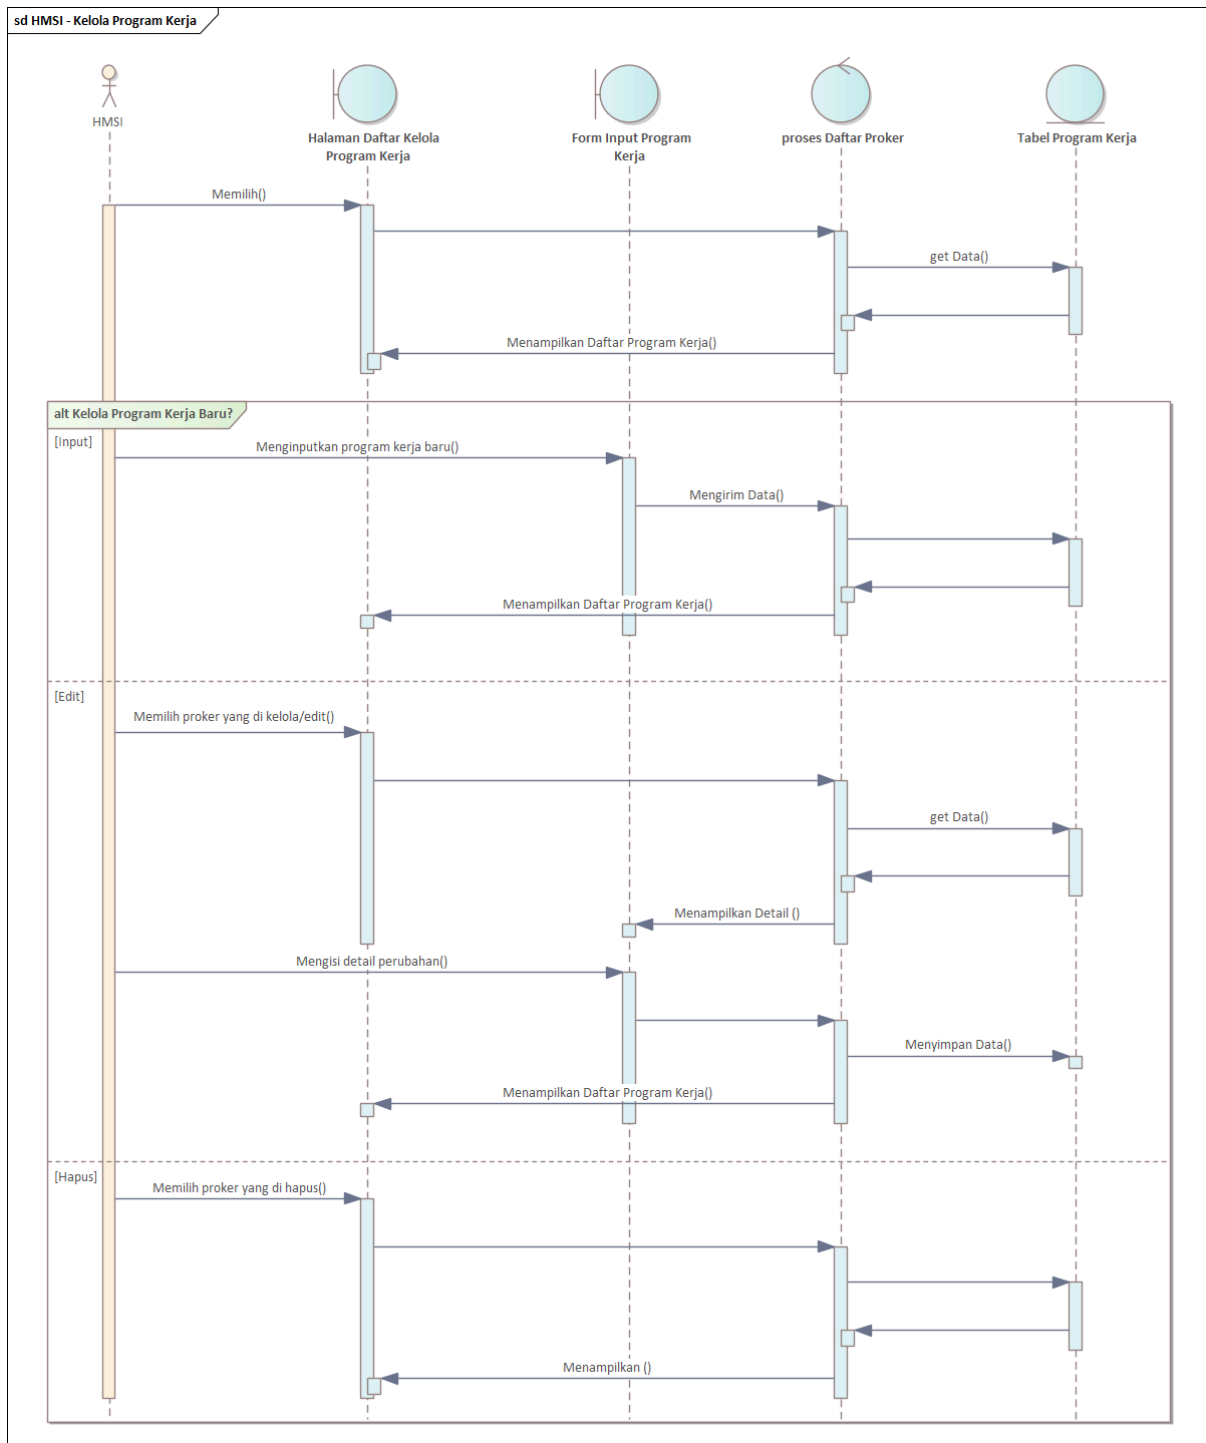 sd HMSI - Kelola Program Kerja
HMSI
Halaman Daftar Kelola
Program Kerja
Form Input Program
Kerja
proses Daftar Proker
Tabel Program Kerja
Memilih()
get Data()
Menampilkan Daftar Program Kerja()
alt Kelola Program Kerja Baru?
[Input]
Menginputkan program kerja baru()
Mengirim Data()
Menampilkan Daftar Program Kerja()
[Edit]
Memilih proker yang di kelola/edit()
get Data()
Menampilkan Detail ()
Mengisi detail perubahan()
Menyimpan Data()
Menampilkan Daftar Program Kerja()
[Hapus]
Memilih proker yang di hapus()
Menampilkan ()